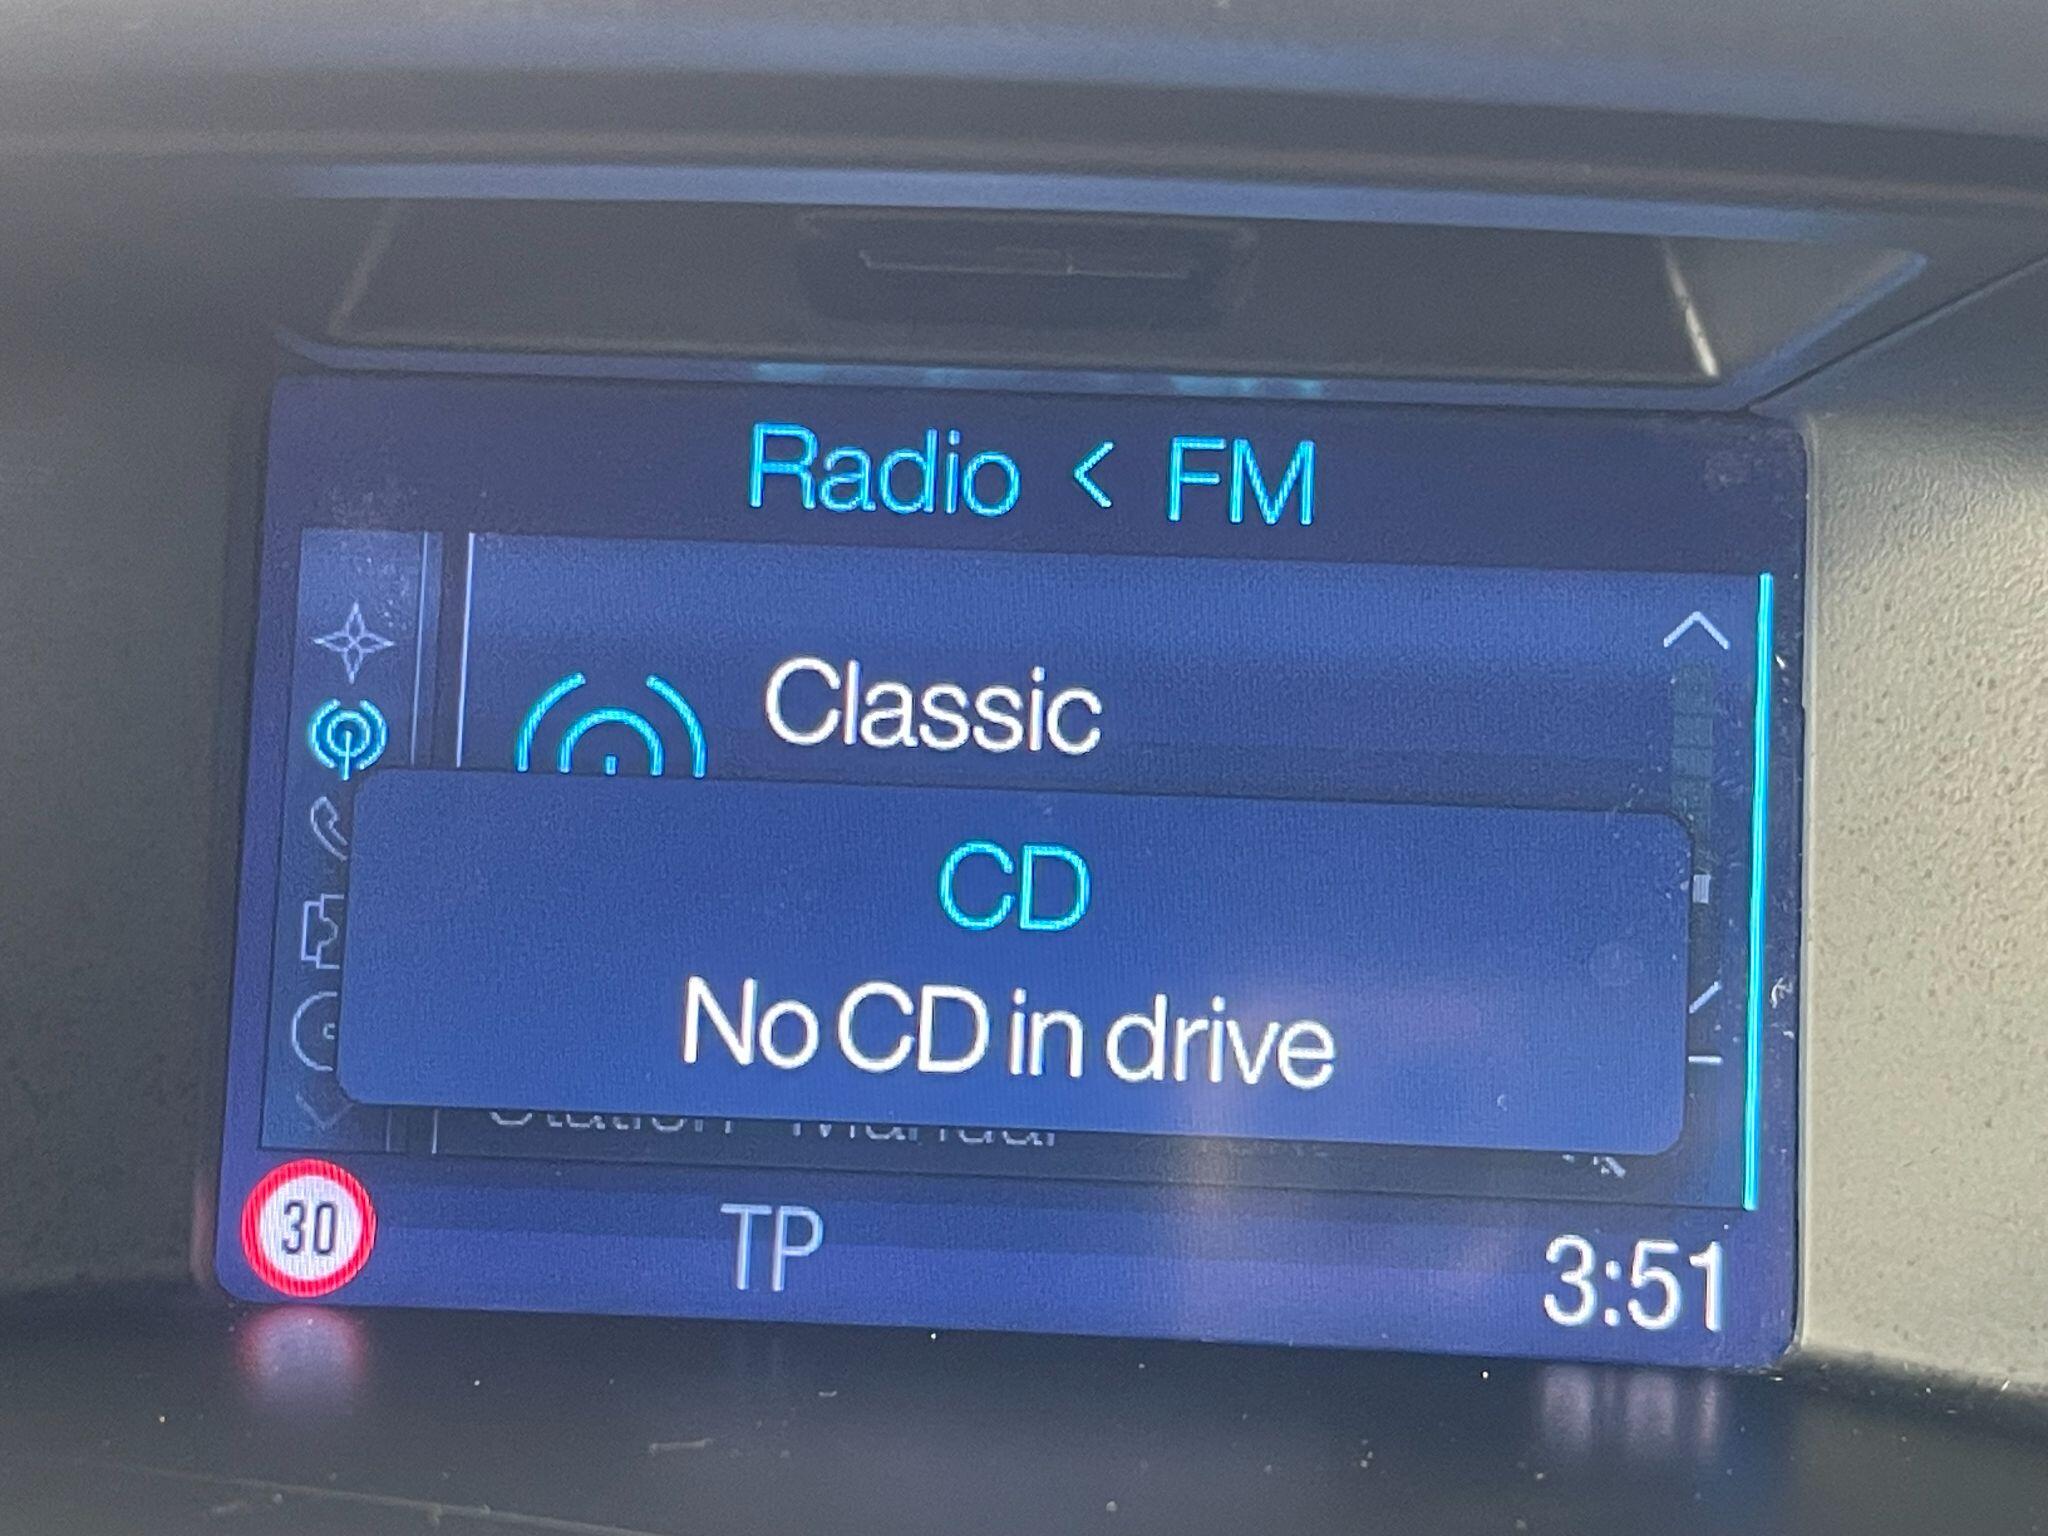 Radio < FM
Classic
CD
No CD in drive
30
TP
3:51